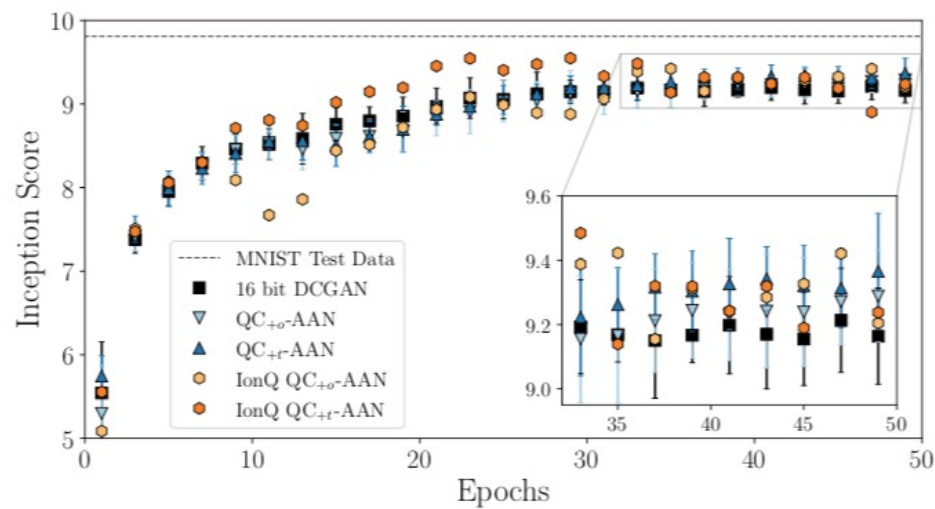 10
9
8
7
6
5
Inception Score
MNIST Test Data
16 bit DCGAN
QC+o-AAN
QC+t-AAN
IonQ QC+o-AAN
IonQ QC+t-AAN
9.6
9.4
9.2
9.0
35 40 45 50
0 10 20 30 40 50
Epochs